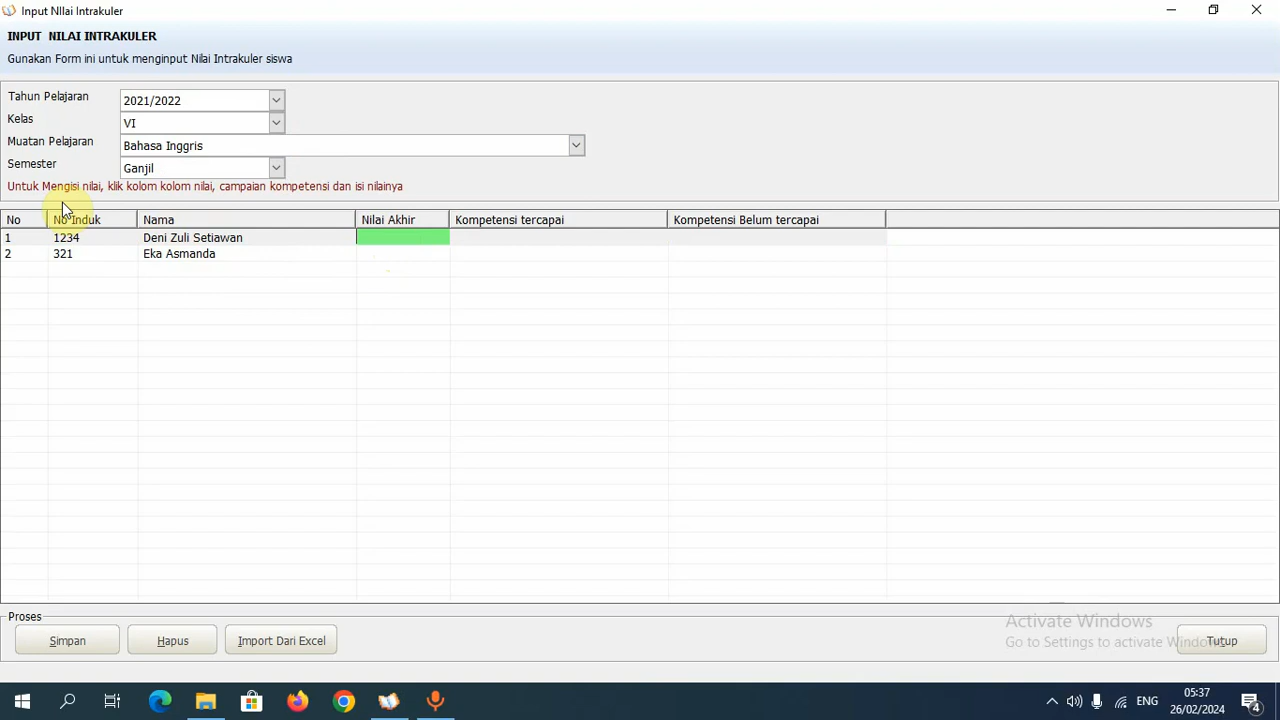 Input NIlai Intrakuler
INPUT NILAI INTRAKULER
Gunakan Form ini untuk menginput Nilai Intrakuler siswa
Tahun Pelajaran 2021/2022
Kelas VI
Muatan Pelajaran Bahasa Inggris
Semester Ganjil
Untuk Mengisi nilai, klik kolom kolom nilai, campaian kompetensi dan isi nilainya
No No Induk Nama Nilai Akhir Kompetensi tercapai Kompetensi Belum tercapai
1 1234 Deni Zuli Setiawan
2 321 Eka Asmanda
Proses
Simpan Hapus Import Dari Excel Tutup
Activate Windows
Go to Settings to activate Windows.
ENG 05:37
26/02/2024 4